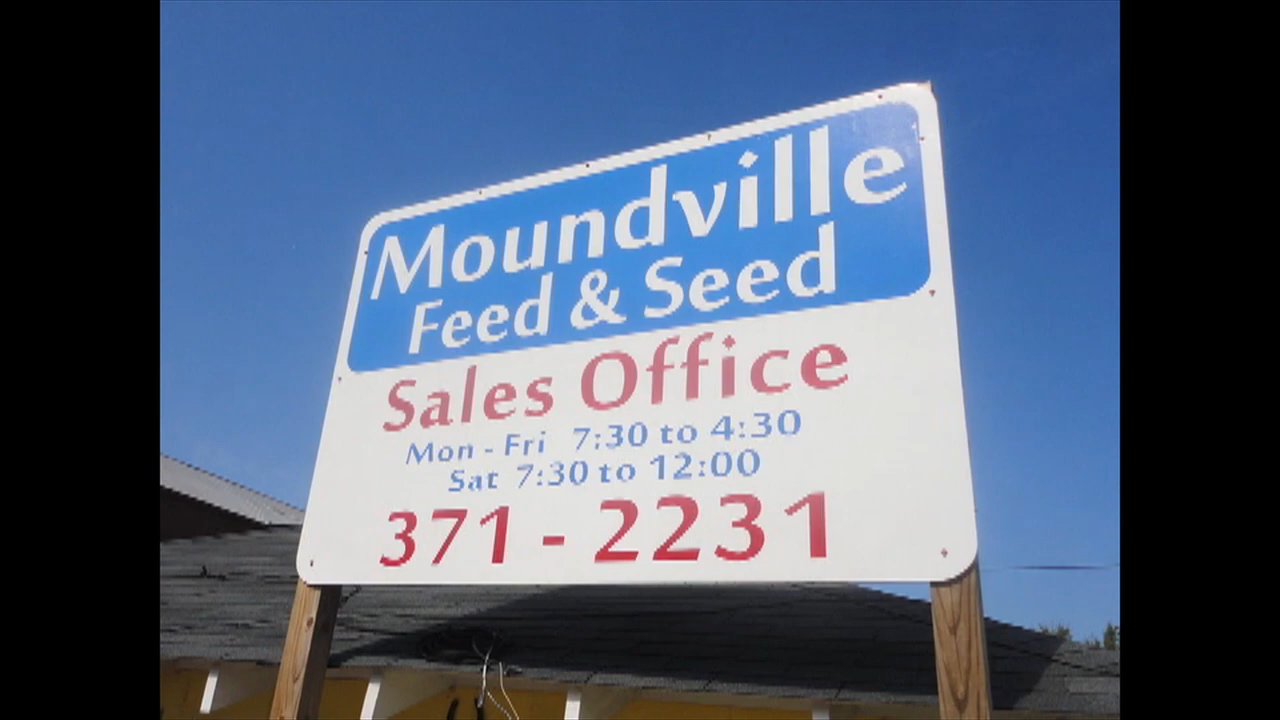 Moundville
Feed & Seed
Sales Office
Mon - Fri 7:30 to 4:30
Sat 7:30 to 12:00
371 - 2231